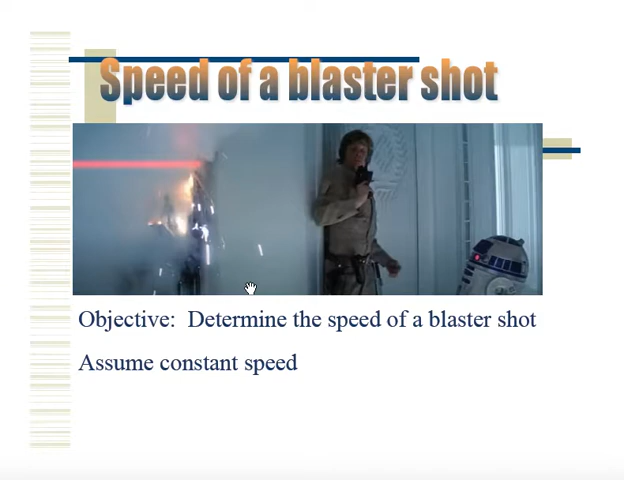 Speed of a blaster shot
Objective:  Determine the speed of a blaster shot
Assume constant speed